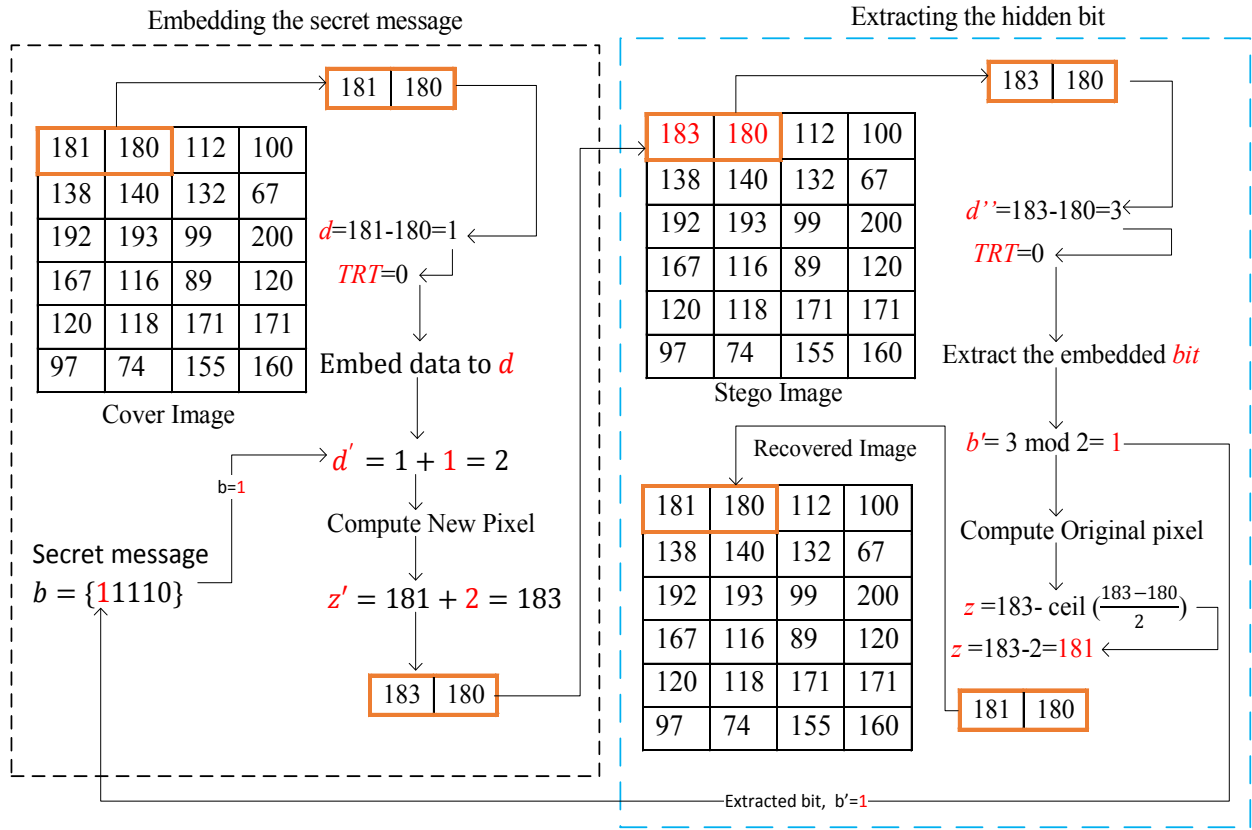 Embedding the secret message
181 180
181 180 112 100
138 140 132 67
192 193 99 200
167 116 89 120
120 118 171 171
97 74 155 160
Cover Image
d=181-180=1
TRT=0
Embed data to d
d′ = 1 + 1 = 2
b=1
Compute New Pixel
Secret message
b = {11110}
z′ = 181 + 2 = 183
183 180
Extracting the hidden bit
183 180
183 180 112 100
138 140 132 67
192 193 99 200
167 116 89 120
120 118 171 171
97 74 155 160
Stego Image
d’’=183-180=3
TRT=0
Extract the embedded bit
b'= 3 mod 2= 1
Recovered Image
181 180 112 100
138 140 132 67
192 193 99 200
167 116 89 120
120 118 171 171
97 74 155 160
Compute Original pixel
z =183- ceil (183−180/2)
z =183-2=181
181 180
Extracted bit, b’=1